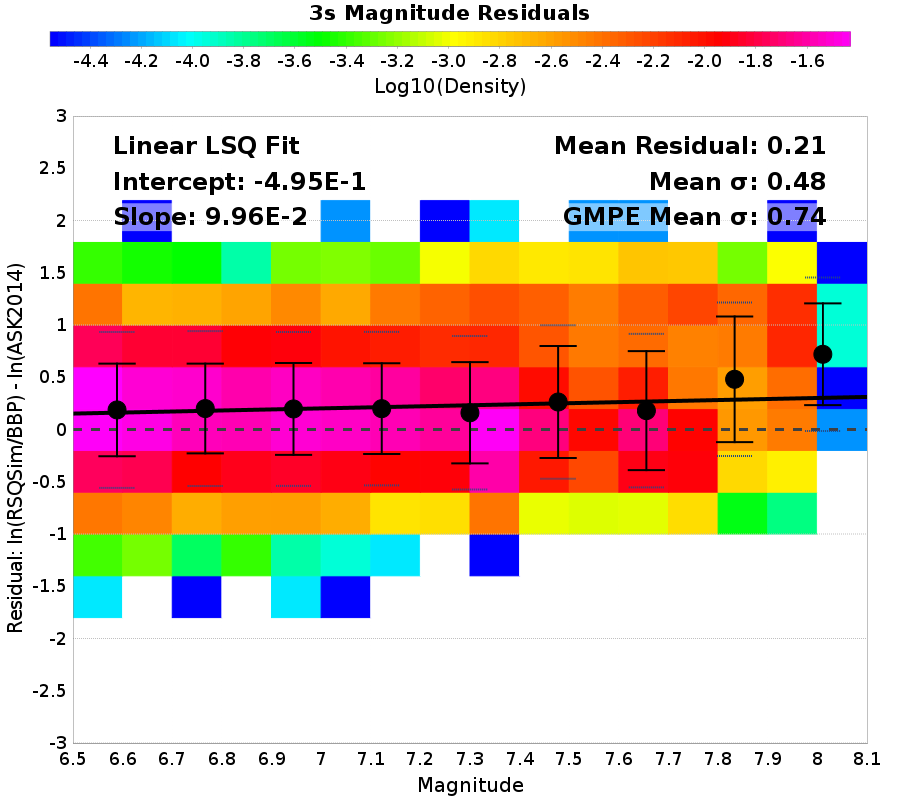 3s Magnitude Residuals
-4.4 -4.2 -4.0 -3.8 -3.6 -3.4 -3.2 -3.0 -2.8 -2.6 -2.4 -2.2 -2.0 -1.8 -1.6
Log10(Density)
Linear LSQ Fit
Intercept: -4.95E-1
Slope: 9.96E-2
Mean Residual: 0.21
Mean σ: 0.48
GMPE Mean σ: 0.74
Residual: ln(RSQSim/BBP) - ln(ASK2014)
3
2.5
2
1.5
1
0.5
0
-0.5
-1
-1.5
-2
-2.5
-3
6.5 6.6 6.7 6.8 6.9 7 7.1 7.2 7.3 7.4 7.5 7.6 7.7 7.8 7.9 8 8.1
Magnitude